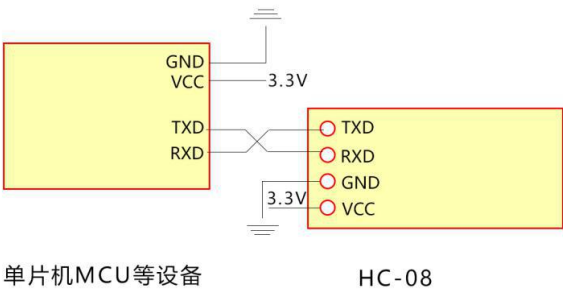 GND
VCC
3.3V
TXD
RXD
TXD
RXD
GND
3.3V
VCC
单片机MCU等设备
HC-08